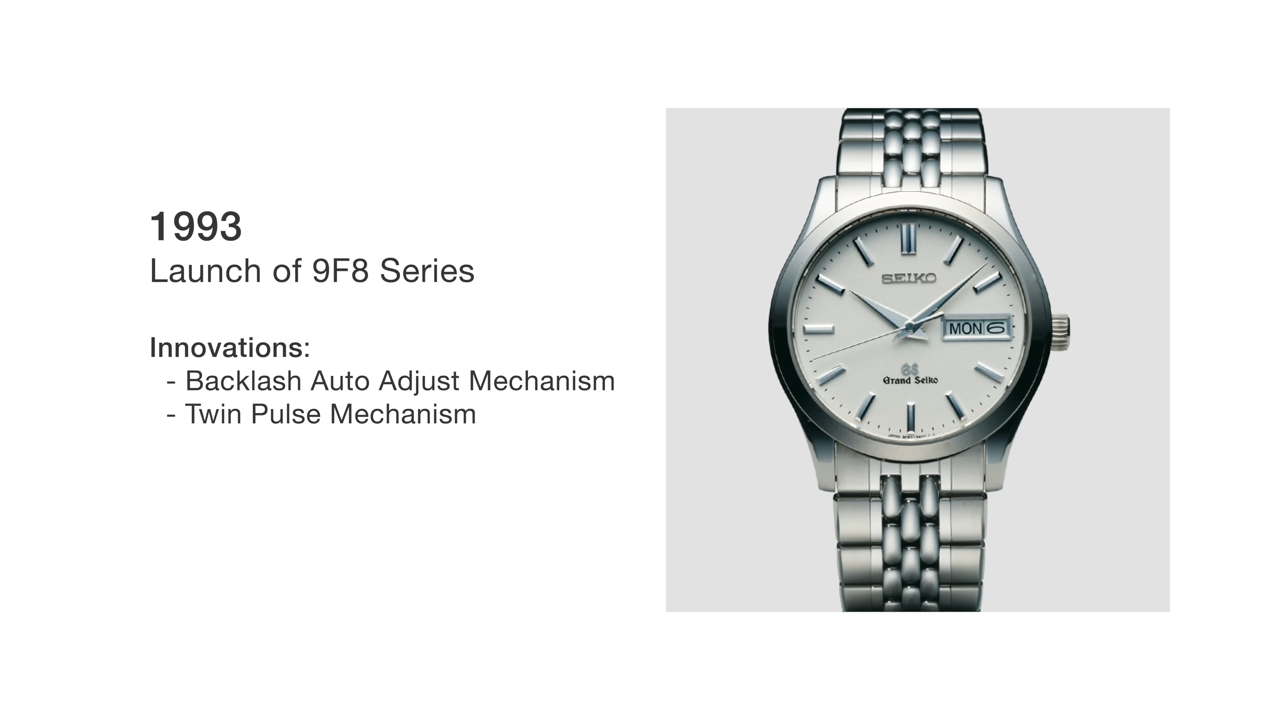 1993
Launch of 9F8 Series
Innovations:
- Backlash Auto Adjust Mechanism
- Twin Pulse Mechanism
SEIKO
MON 6
GS
Grand Seiko